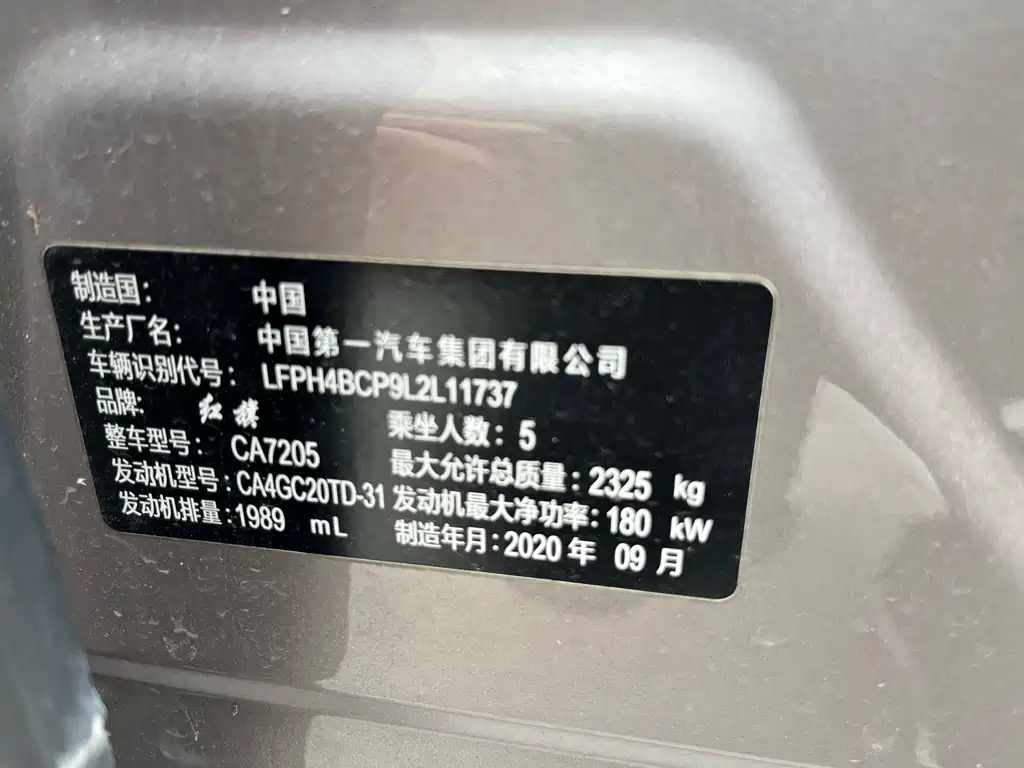 制造国： 中国
生产厂名： 中国第一汽车集团有限公司
车辆识别代号： LFPH4BCP9L2L11737
品牌: 红旗 乘坐人数：5
整车型号： CA7205 最大允许总质量：2325 kg
发动机型号：CA4GC20TD-31 发动机最大净功率：180 kW
发动机排量：1989 mL 制造年月：2020 年 09 月